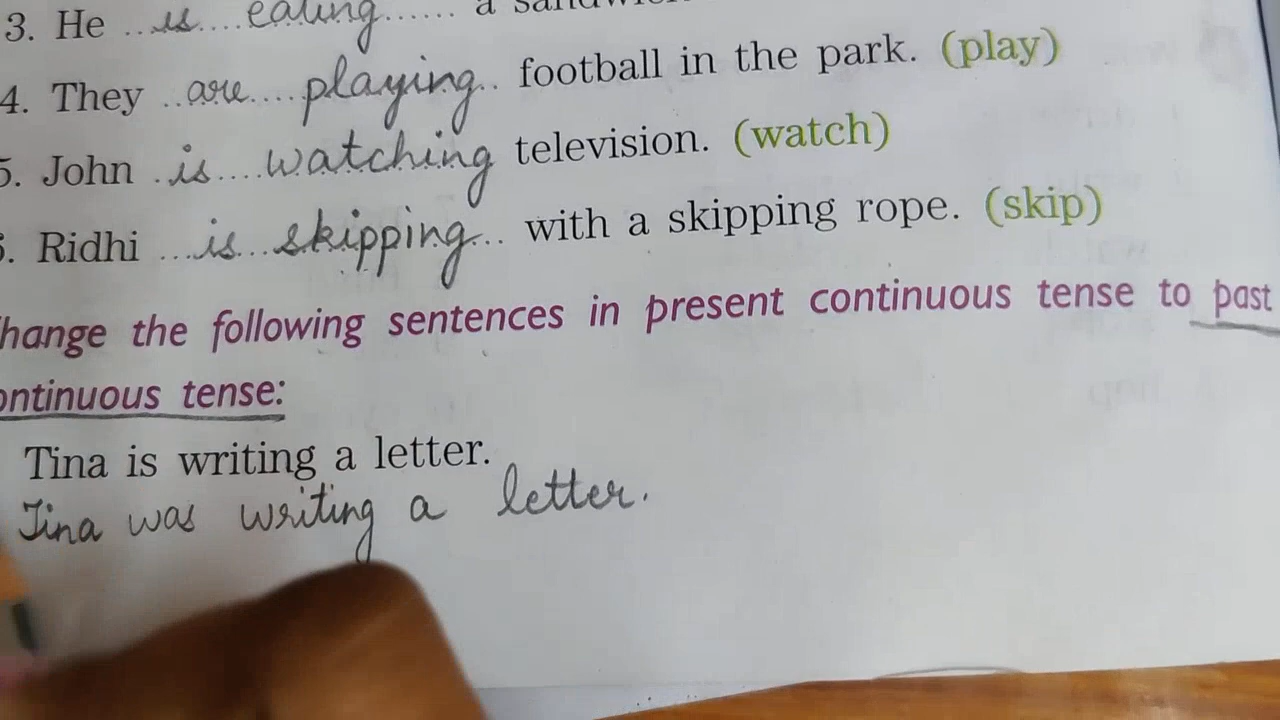 3. He ...is.... eating...... a
4. They ..are.... playing.. football in the park. (play)
5. John .is.... watching television. (watch)
6. Ridhi ...is...skipping... with a skipping rope. (skip)
hange the following sentences in present continuous tense to past
ontinuous tense:
Tina is writing a letter.
Tina was writing a letter.